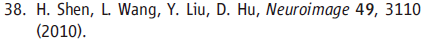 38. H. Shen, L. Wang, Y. Liu, D. Hu, Neuroimage 49, 3110
(2010).